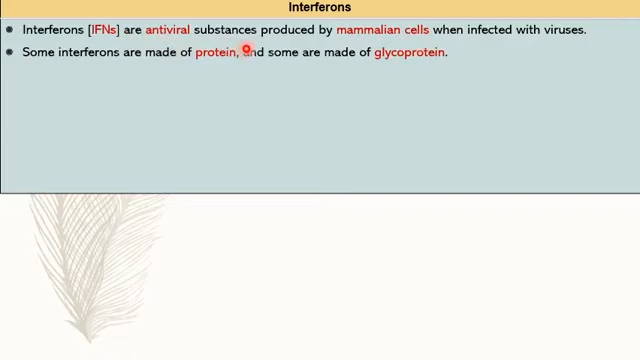 Interferons
Interferons [IFNs] are antiviral substances produced by mammalian cells when infected with viruses.
Some interferons are made of protein, and some are made of glycoprotein.